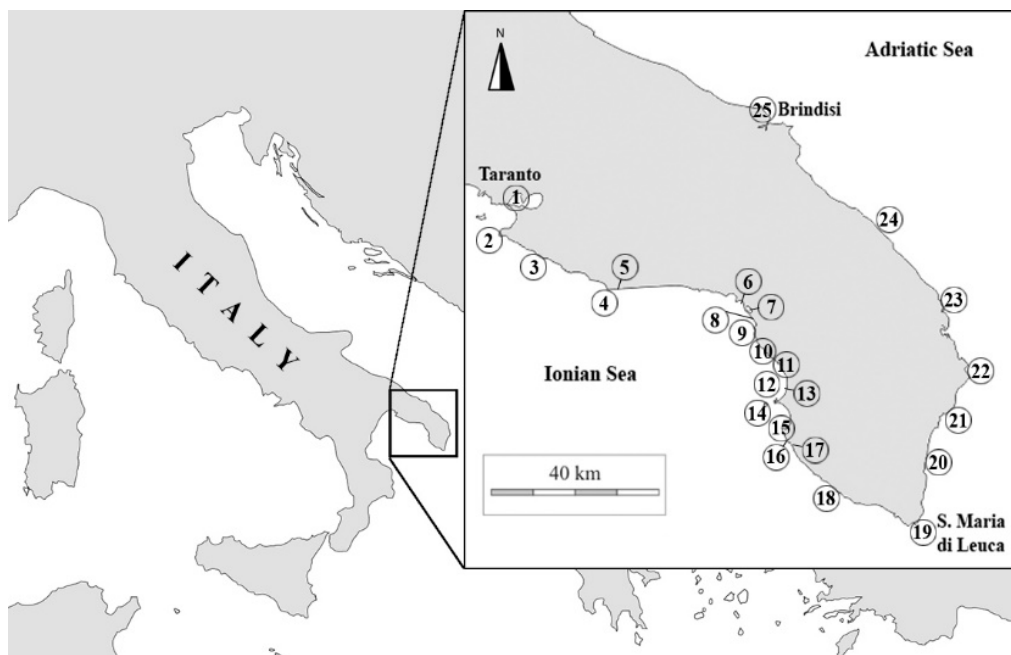 ITALY
N
Adriatic Sea
25 Brindisi
Taranto
1
24
2
3
5
4
6
7
8
23
9
10
11
Ionian Sea
22
12
13
14
21
15
16
17
20
40 km
18
19
S. Maria
di Leuca